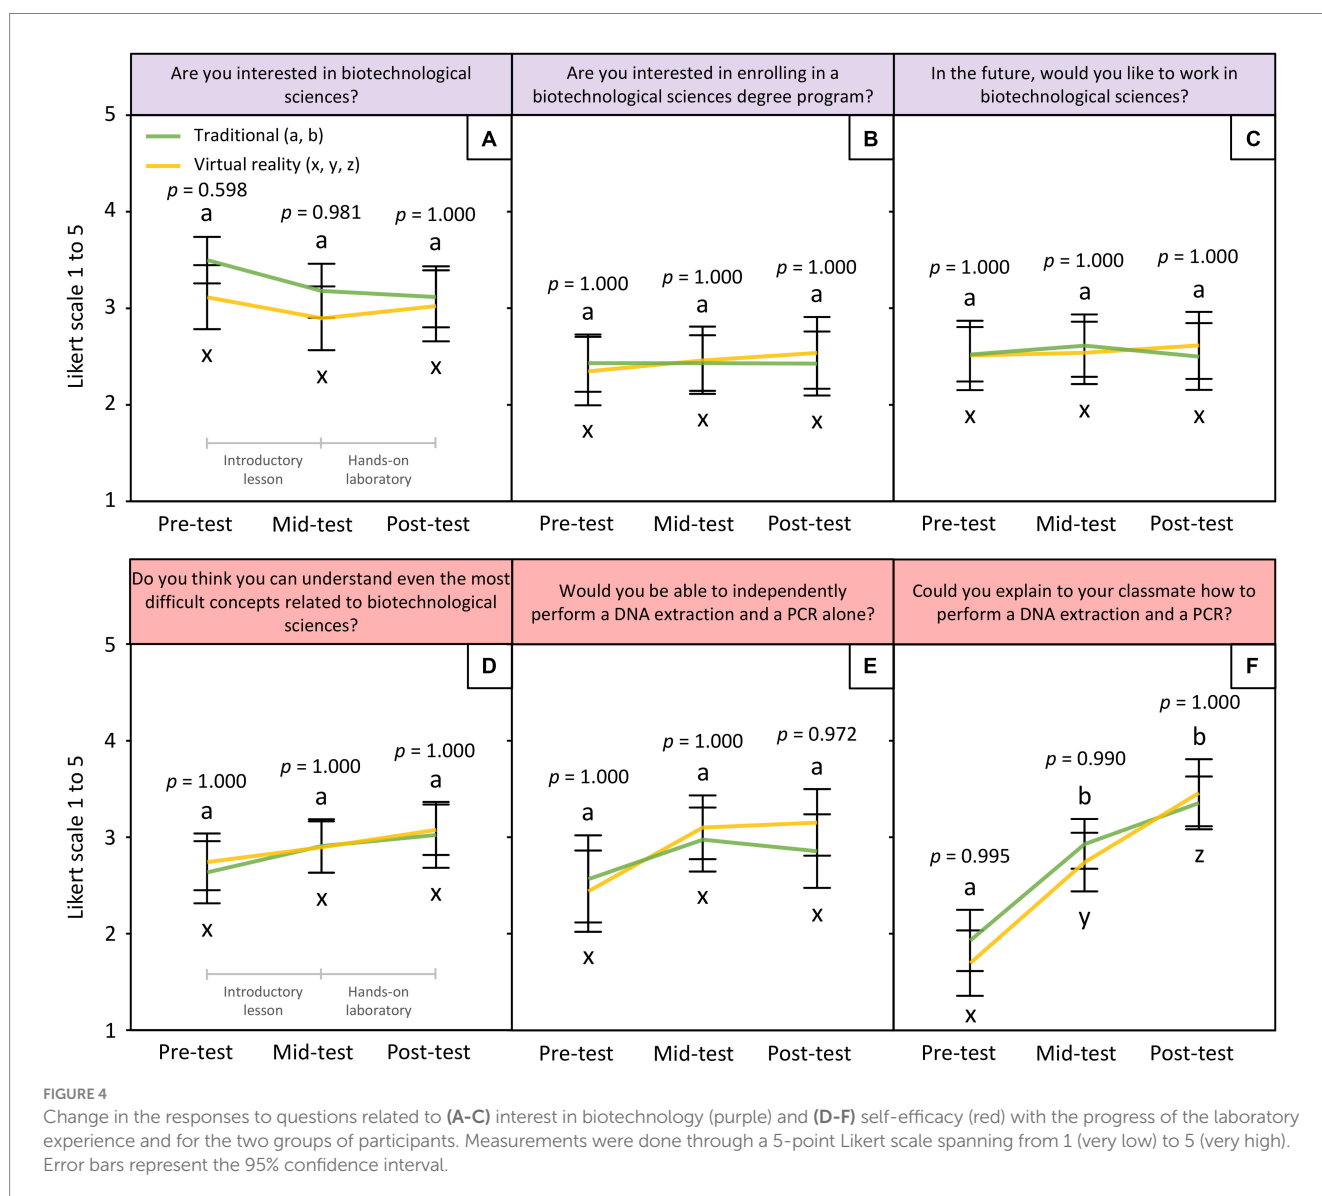 Are you interested in biotechnological
sciences?
Are you interested in enrolling in a
biotechnological sciences degree program?
In the future, would you like to work in
biotechnological sciences?
Likert scale 1 to 5
5
4
3
2
1
A
Traditional (a, b)
Virtual reality (x, y, z)
p = 0.598
p = 0.981
p = 1.000
a
a
a
x
x
x
Introductory
lesson
Hands-on
laboratory
Pre-test
Mid-test
Post-test
B
p = 1.000
p = 1.000
p = 1.000
a
a
a
x
x
x
Pre-test
Mid-test
Post-test
C
p = 1.000
p = 1.000
p = 1.000
a
a
a
x
x
x
Pre-test
Mid-test
Post-test
Do you think you can understand even the most
difficult concepts related to biotechnological
sciences?
Would you be able to independently
perform a DNA extraction and a PCR alone?
Could you explain to your classmate how to
perform a DNA extraction and a PCR?
Likert scale 1 to 5
5
4
3
2
1
D
p = 1.000
p = 1.000
p = 1.000
a
a
a
x
x
x
Introductory
lesson
Hands-on
laboratory
Pre-test
Mid-test
Post-test
E
p = 1.000
p = 1.000
p = 0.972
a
a
a
x
x
x
Pre-test
Mid-test
Post-test
F
p = 0.995
p = 0.990
p = 1.000
a
b
b
x
y
z
Pre-test
Mid-test
Post-test
FIGURE 4
Change in the responses to questions related to (A-C) interest in biotechnology (purple) and (D-F) self-efficacy (red) with the progress of the laboratory
experience and for the two groups of participants. Measurements were done through a 5-point Likert scale spanning from 1 (very low) to 5 (very high).
Error bars represent the 95% confidence interval.